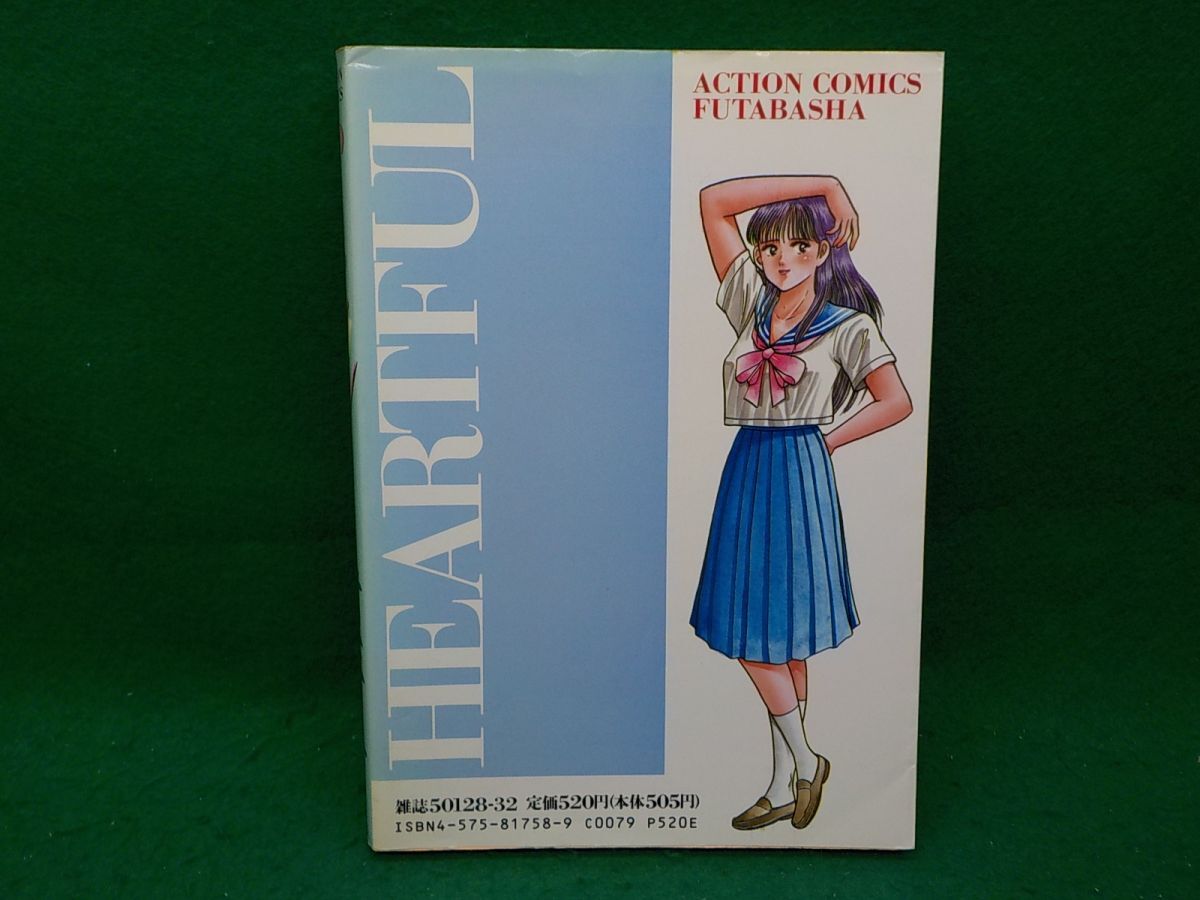 ACTION COMICS
FUTABASHA
HEARTFUL
雑誌50128-32 定価520円(本体505円)
ISBN4-575-81758-9 C0079 P520E